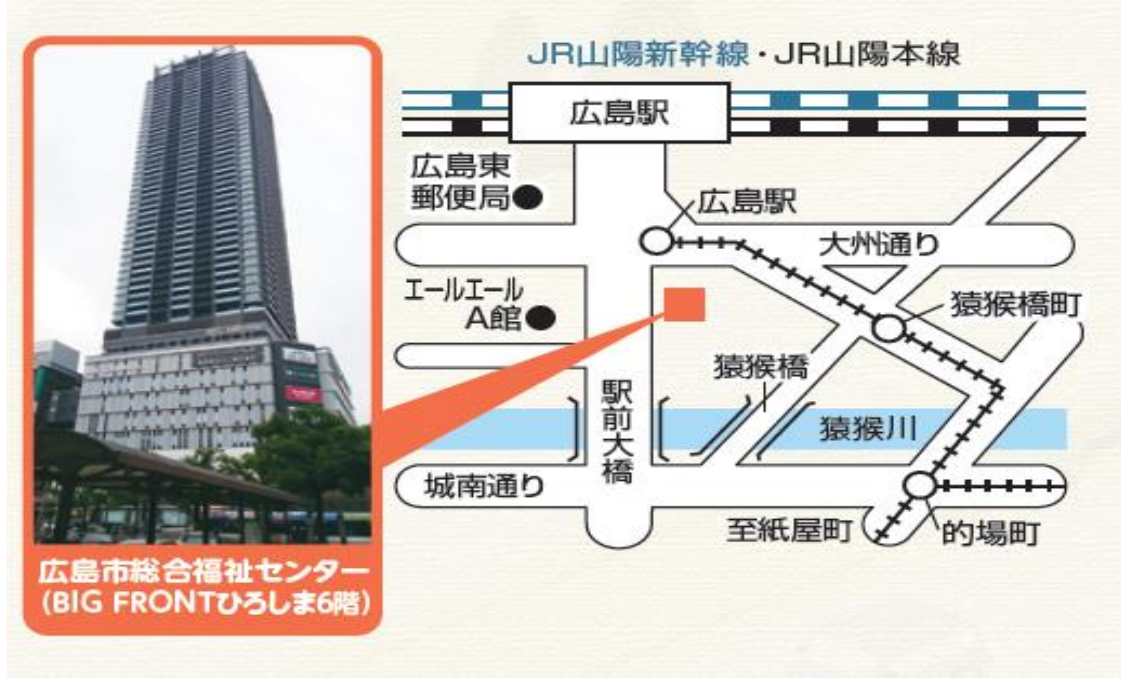 JR山陽新幹線・JR山陽本線
広島駅
広島東
郵便局
広島駅
大州通り
エールエール
A館
猿猴橋町
猿猴橋
駅前大橋
猿猴川
城南通り
至紙屋町
的場町
広島市総合福祉センター
(BIG FRONTひろしま6階)